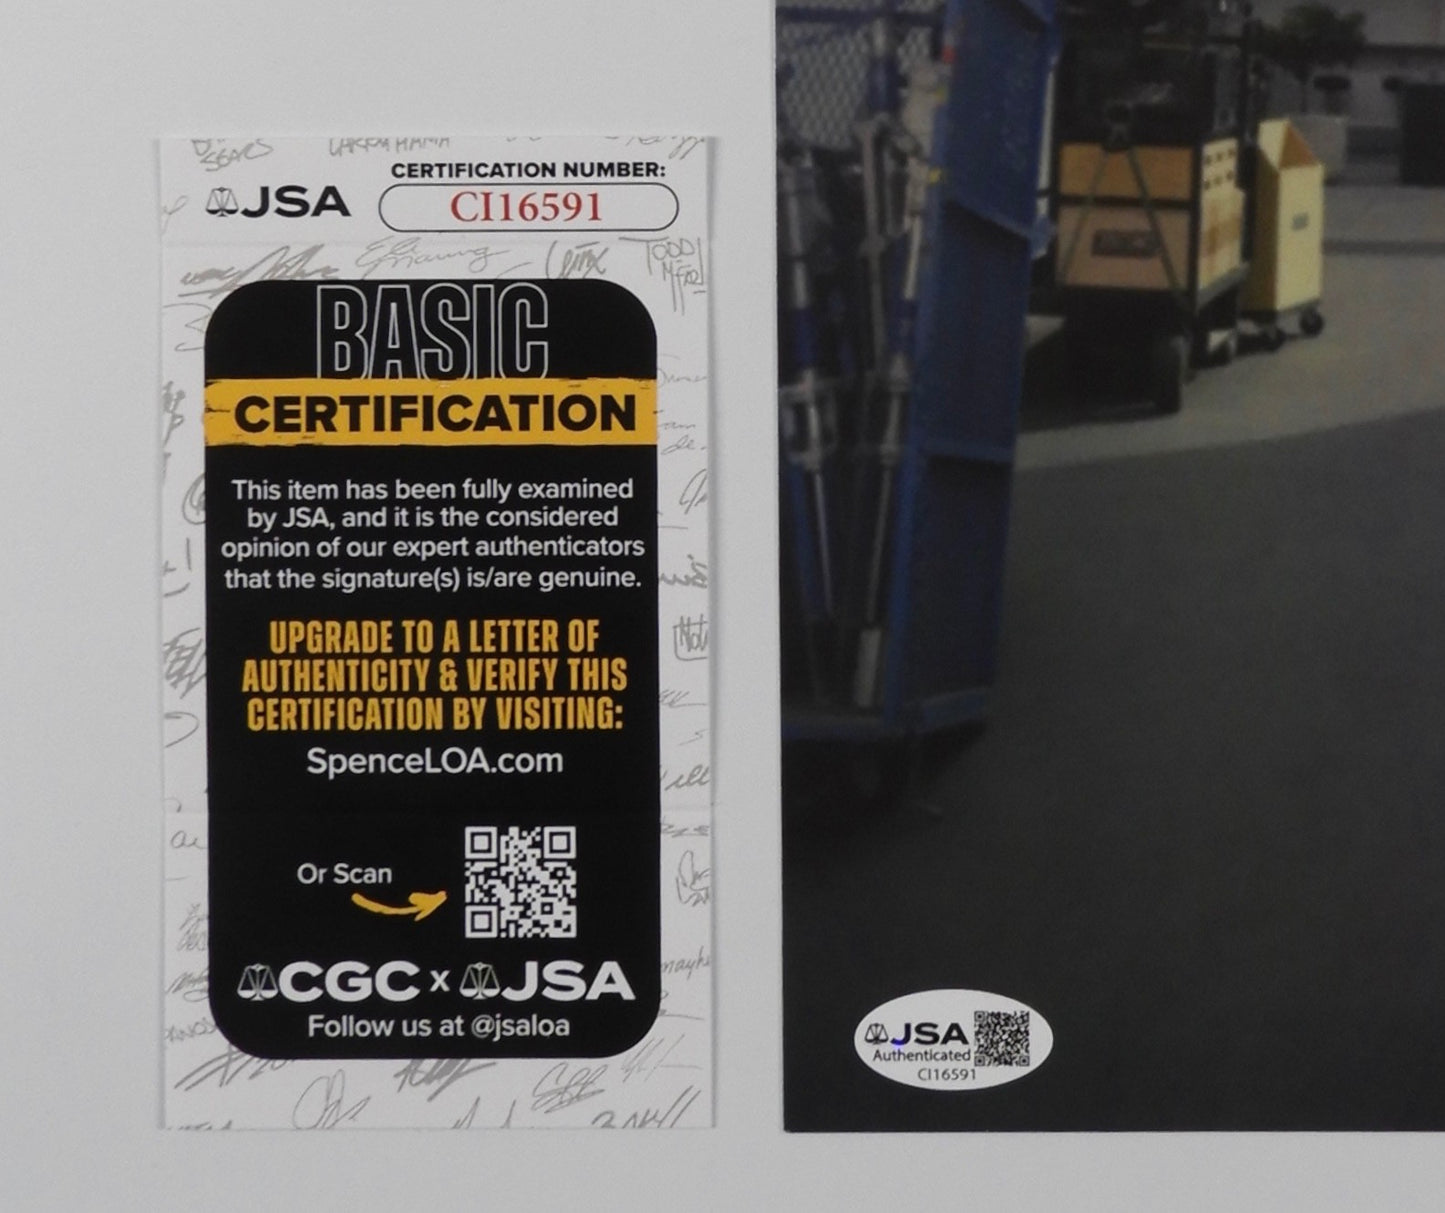 CERTIFICATION NUMBER:
JSA
CI16591
TODD
BASIC
CERTIFICATION
This item has been fully examined
by JSA, and it is the considered
opinion of our expert authenticators
that the signature(s) is/are genuine.
UPGRADE TO A LETTER OF
AUTHENTICITY & VERIFY THIS
CERTIFICATION BY VISITING:
SpenceLOA.com
Or Scan
CGC x JSA
Follow us at @jsaloa
JSA
Authenticated
CI16591